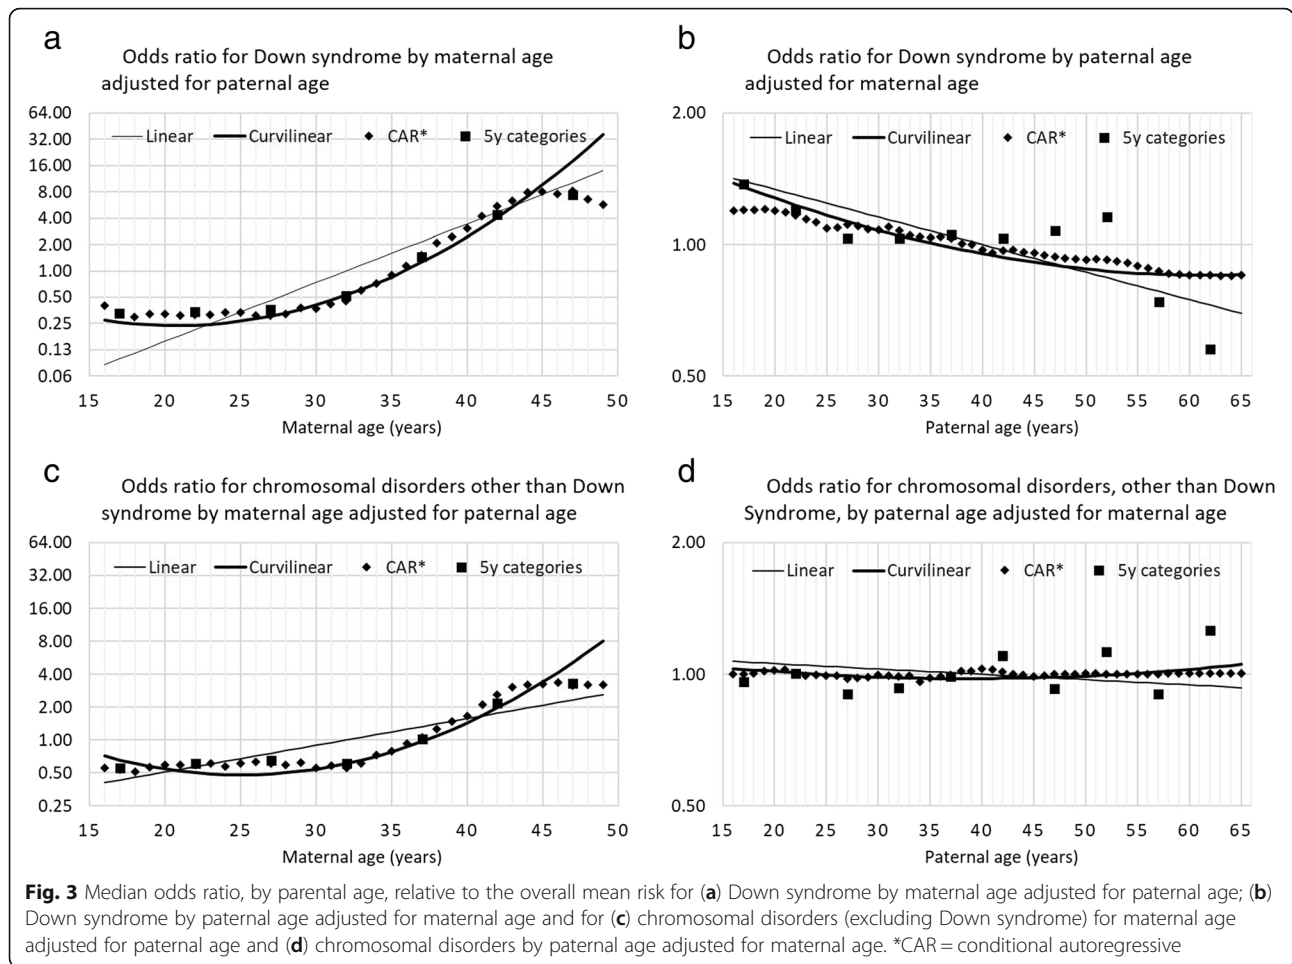 a
Odds ratio for Down syndrome by maternal age
adjusted for paternal age
64.00
Linear Curvilinear CAR* 5y categories
32.00
16.00
8.00
4.00
2.00
1.00
0.50
0.25
0.13
0.06
15 20 25 30 35 40 45 50
Maternal age (years)
b
Odds ratio for Down syndrome by paternal age
adjusted for maternal age
2.00
Linear Curvilinear CAR* 5y categories
1.00
0.50
15 20 25 30 35 40 45 50 55 60 65
Paternal age (years)
c
Odds ratio for chromosomal disorders other than Down
syndrome by maternal age adjusted for paternal age
64.00
Linear Curvilinear CAR* 5y categories
32.00
16.00
8.00
4.00
2.00
1.00
0.50
0.25
15 20 25 30 35 40 45 50
Maternal age (years)
d
Odds ratio for chromosomal disorders, other than Down
Syndrome, by paternal age adjusted for maternal age
2.00
Linear Curvilinear CAR* 5y categories
1.00
0.50
15 20 25 30 35 40 45 50 55 60 65
Paternal age (years)
Fig. 3 Median odds ratio, by parental age, relative to the overall mean risk for (a) Down syndrome by maternal age adjusted for paternal age; (b)
Down syndrome by paternal age adjusted for maternal age and for (c) chromosomal disorders (excluding Down syndrome) for maternal age
adjusted for paternal age and (d) chromosomal disorders by paternal age adjusted for maternal age. *CAR = conditional autoregressive